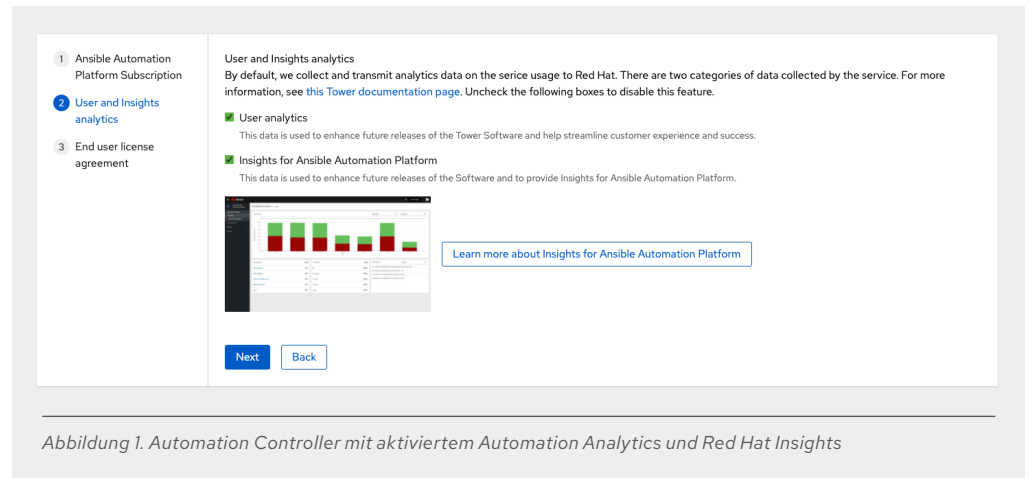 1 Ansible Automation
Platform Subscription
2 User and Insights
analytics
3 End user license
agreement
User and Insights analytics
By default, we collect and transmit analytics data on the serice usage to Red Hat. There are two categories of data collected by the service. For more
information, see this Tower documentation page. Uncheck the following boxes to disable this feature.
User analytics
This data is used to enhance future releases of the Tower Software and help streamline customer experience and success.
Insights for Ansible Automation Platform
This data is used to enhance future releases of the Software and to provide Insights for Ansible Automation Platform.
Learn more about Insights for Ansible Automation Platform
Next Back
Abbildung 1. Automation Controller mit aktiviertem Automation Analytics und Red Hat Insights